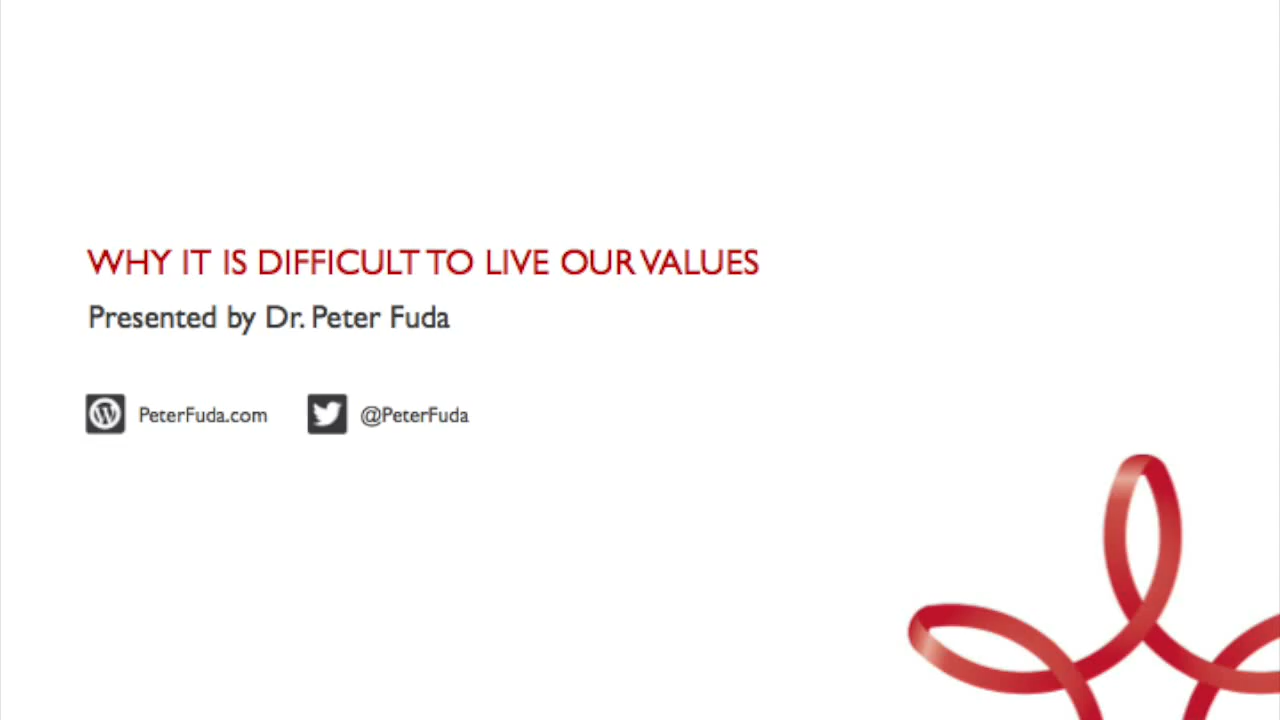 WHY IT IS DIFFICULT TO LIVE OUR VALUES
Presented by Dr. Peter Fuda
PeterFuda.com @PeterFuda